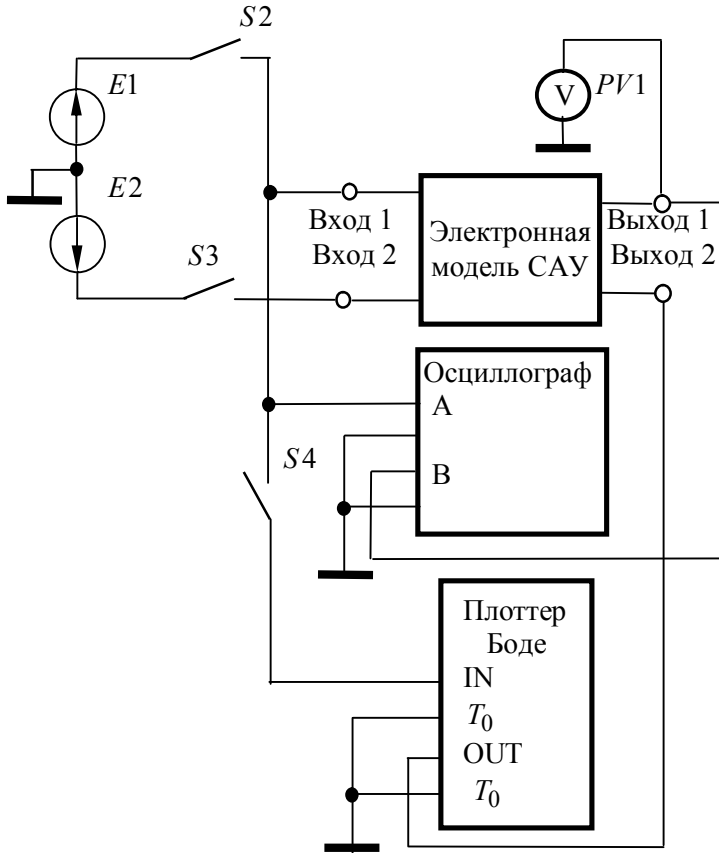 S2
E1
V PV1
E2
Вход 1
Вход 2
Электронная
модель САУ
Выход 1
Выход 2
S3
Осциллограф
A
S4
B
Плоттер
Боде
IN
T0
OUT
T0